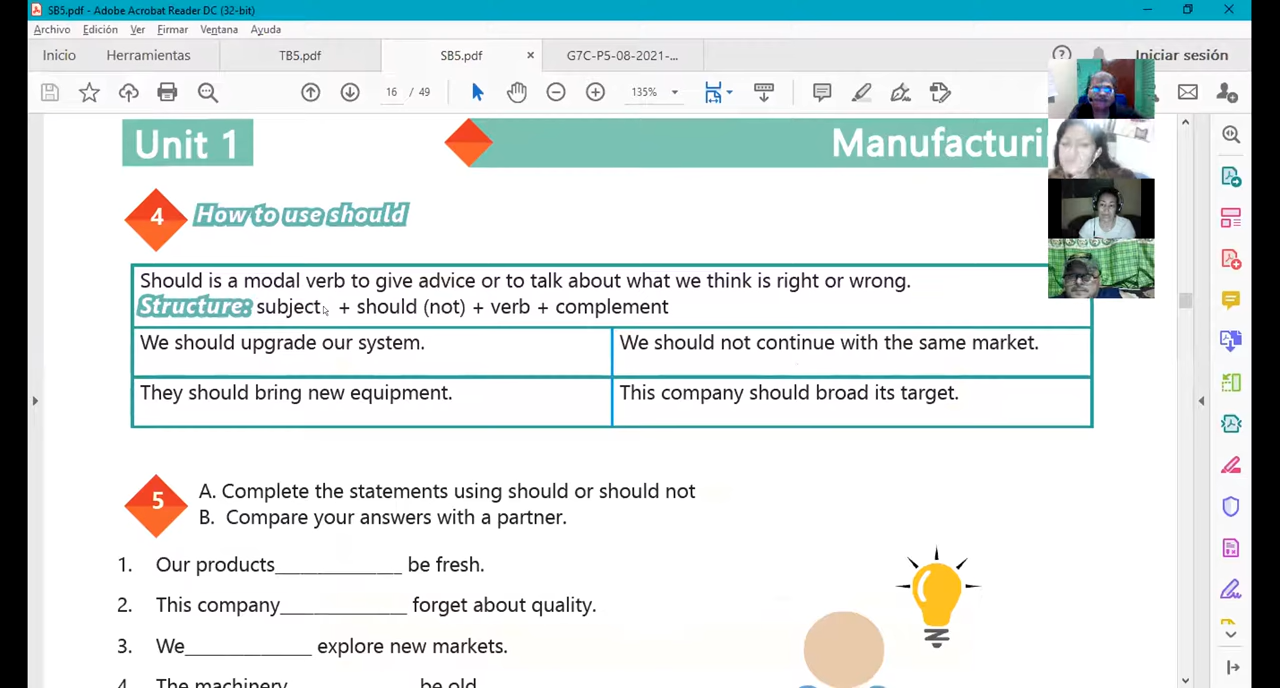 SB5.pdf - Adobe Acrobat Reader DC (32-bit)
Archivo Edición Ver Firmar Ventana Ayuda
Inicio Herramientas TB5.pdf SB5.pdf × G7C-P5-08-2021-... Iniciar sesión
16 / 49 135%
Unit 1
4 How to use should
Should is a modal verb to give advice or to talk about what we think is right or wrong.
Structure: subject + should (not) + verb + complement
We should upgrade our system. We should not continue with the same market.
They should bring new equipment. This company should broad its target.
5 A. Complete the statements using should or should not
B. Compare your answers with a partner.
1. Our products_____________ be fresh.
2. This company_____________ forget about quality.
3. We_____________ explore new markets.
4. The machinery_____________ be old.